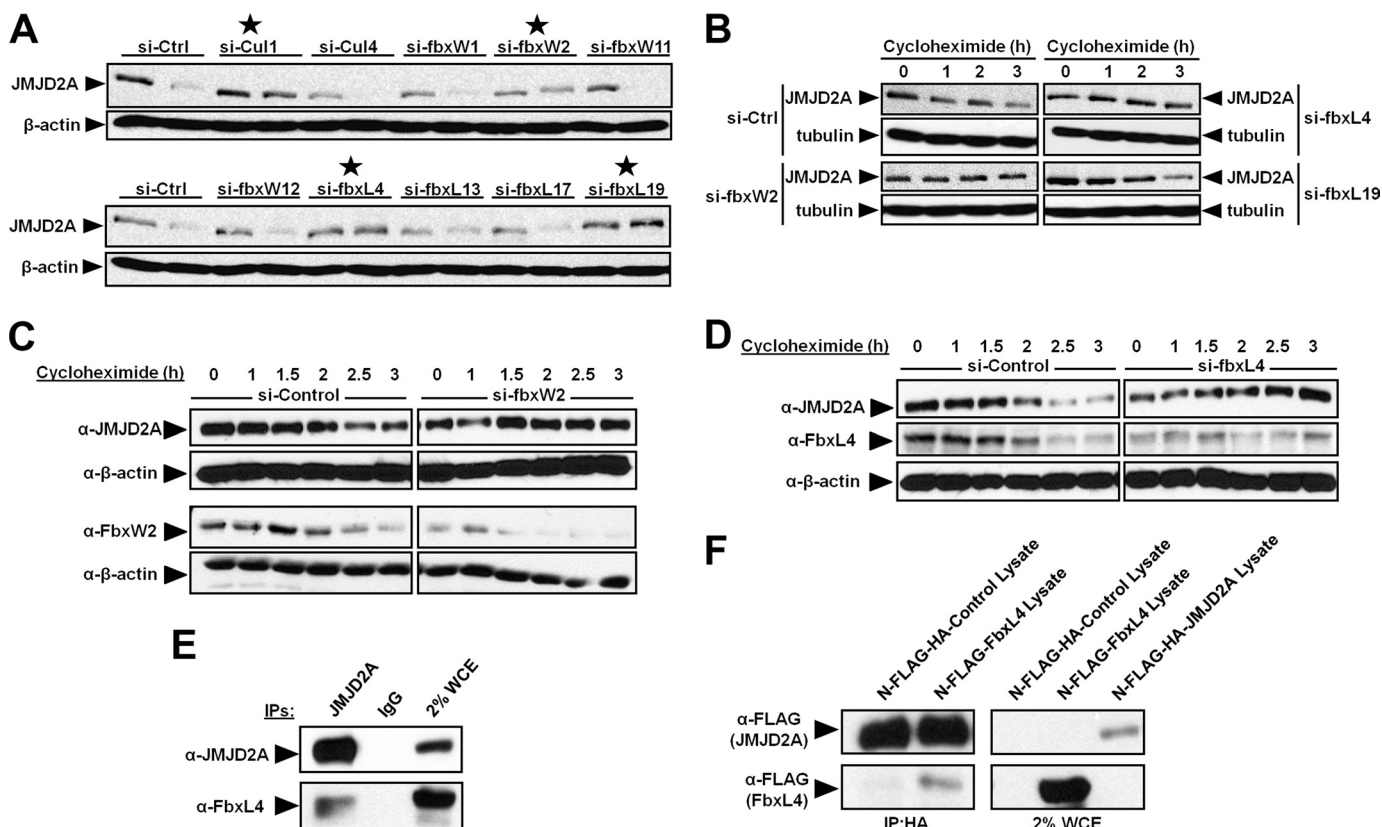 A
si-Ctrl si-Cul1 si-Cul4 si-fbxW1 si-fbxW2 si-fbxW11
JMJD2A
β-actin
si-Ctrl si-fbxW12 si-fbxL4 si-fbxL13 si-fbxL17 si-fbxL19
JMJD2A
β-actin
B
Cycloheximide (h) Cycloheximide (h)
0 1 2 3 0 1 2 3
si-Ctrl JMJD2A JMJD2A si-fbxL4
tubulin tubulin
si-fbxW2 JMJD2A JMJD2A si-fbxL19
tubulin tubulin
C
Cycloheximide (h) 0 1 1.5 2 2.5 3 0 1 1.5 2 2.5 3
si-Control si-fbxW2
α-JMJD2A
α-β-actin
α-FbxW2
α-β-actin
D
Cycloheximide (h) 0 1 1.5 2 2.5 3 0 1 1.5 2 2.5 3
si-Control si-fbxL4
α-JMJD2A
α-FbxL4
α-β-actin
E
IPs: JMJD2A IgG 2% WCE
α-JMJD2A
α-FbxL4
F
N-FLAG-HA-Control Lysate
N-FLAG-FbxL4 Lysate
N-FLAG-HA-Control Lysate
N-FLAG-FbxL4 Lysate
N-FLAG-HA-JMJD2A Lysate
α-FLAG
(JMJD2A)
α-FLAG
(FbxL4)
IP:HA 2% WCE